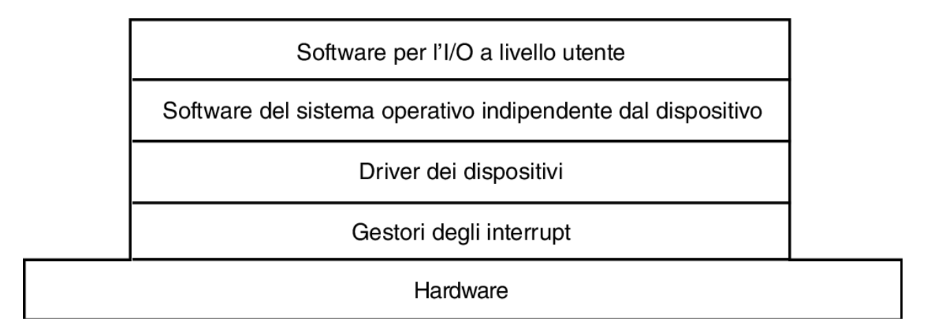 Software per l'I/O a livello utente
Software del sistema operativo indipendente dal dispositivo
Driver dei dispositivi
Gestori degli interrupt
Hardware